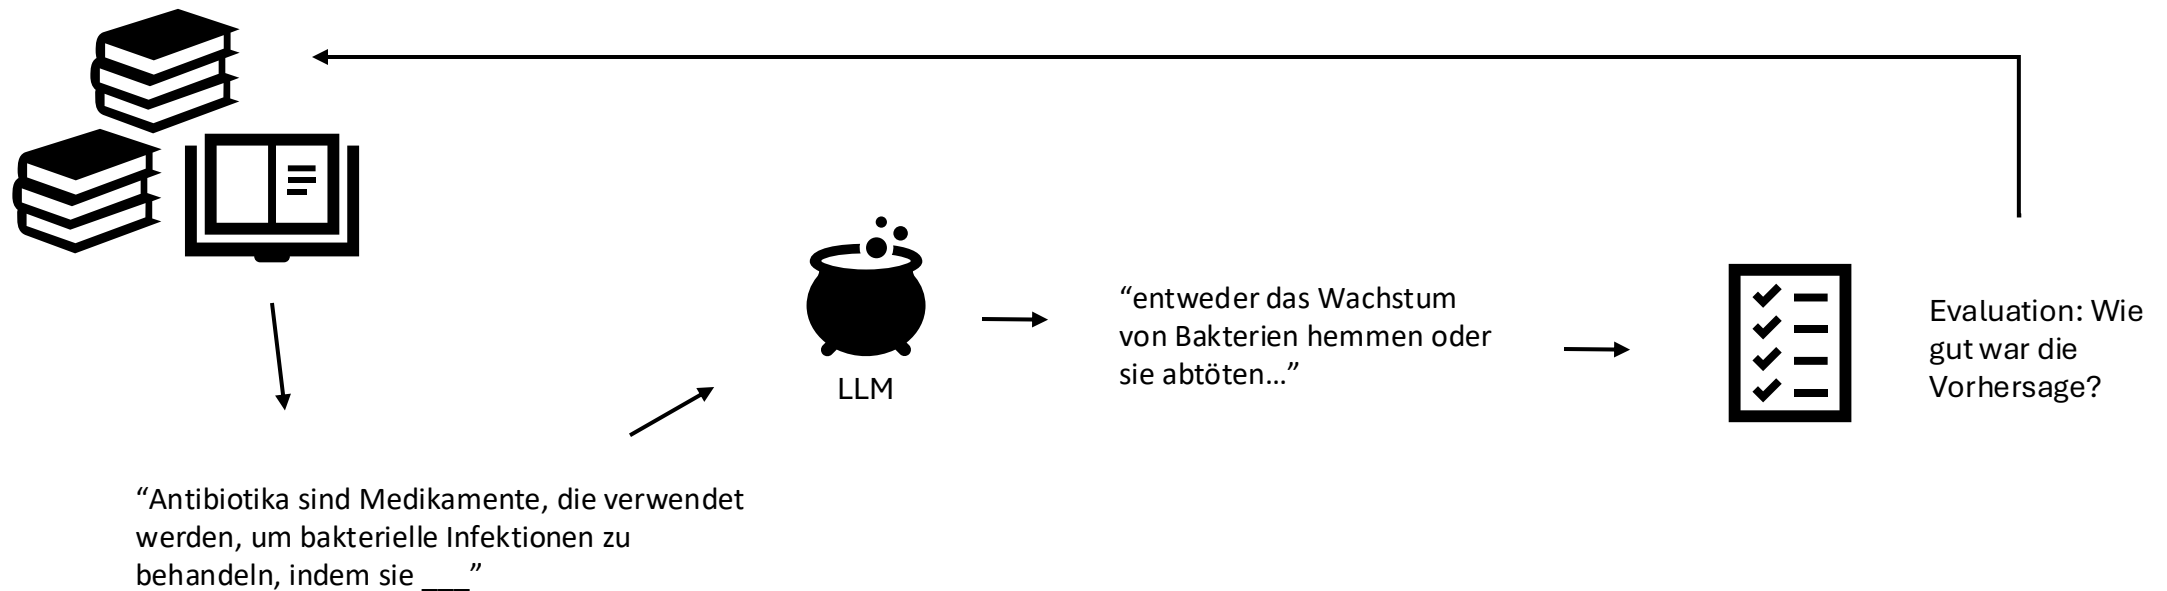 “Antibiotika sind Medikamente, die verwendet
werden, um bakterielle Infektionen zu
behandeln, indem sie ___”
LLM
“entweder das Wachstum
von Bakterien hemmen oder
sie abtöten…”
Evaluation: Wie
gut war die
Vorhersage?